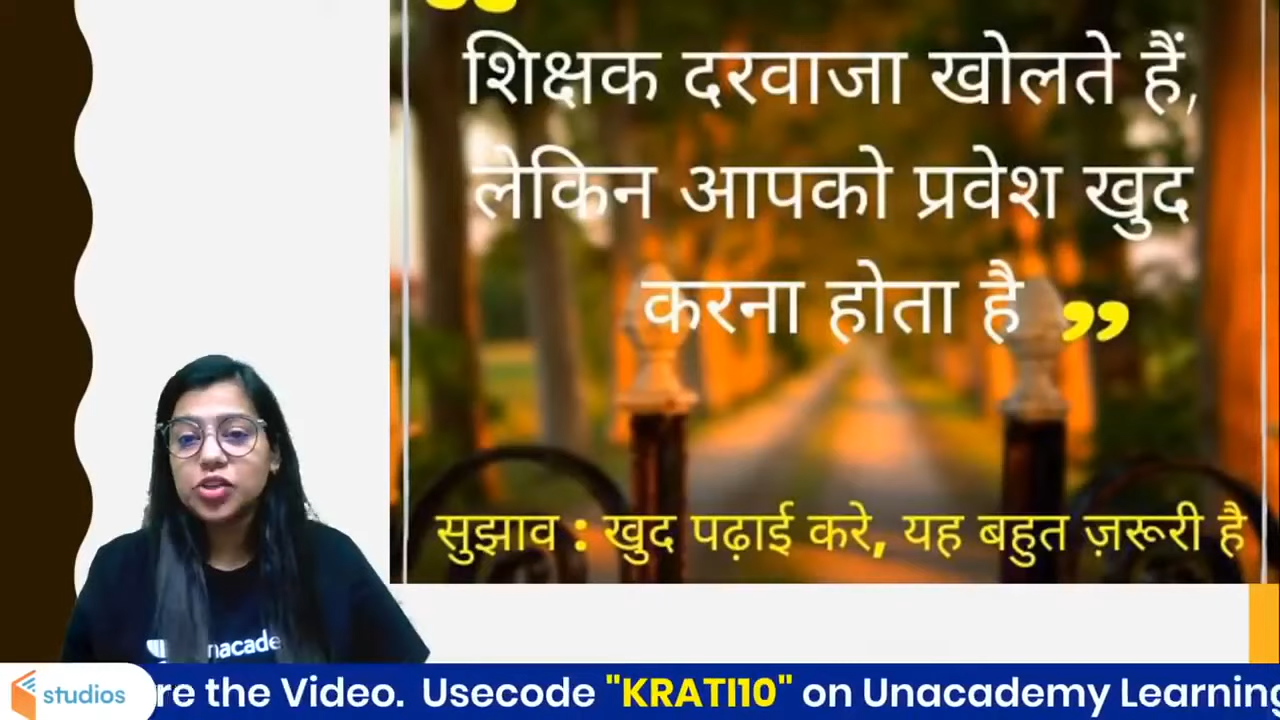 शिक्षक दरवाजा खोलते हैं,
लेकिन आपको प्रवेश खुद
करना होता है ”
सुझाव : खुद पढ़ाई करे, यह बहुत ज़रूरी है
nacade
studios
re the Video. Usecode "KRATI10" on Unacademy Learning